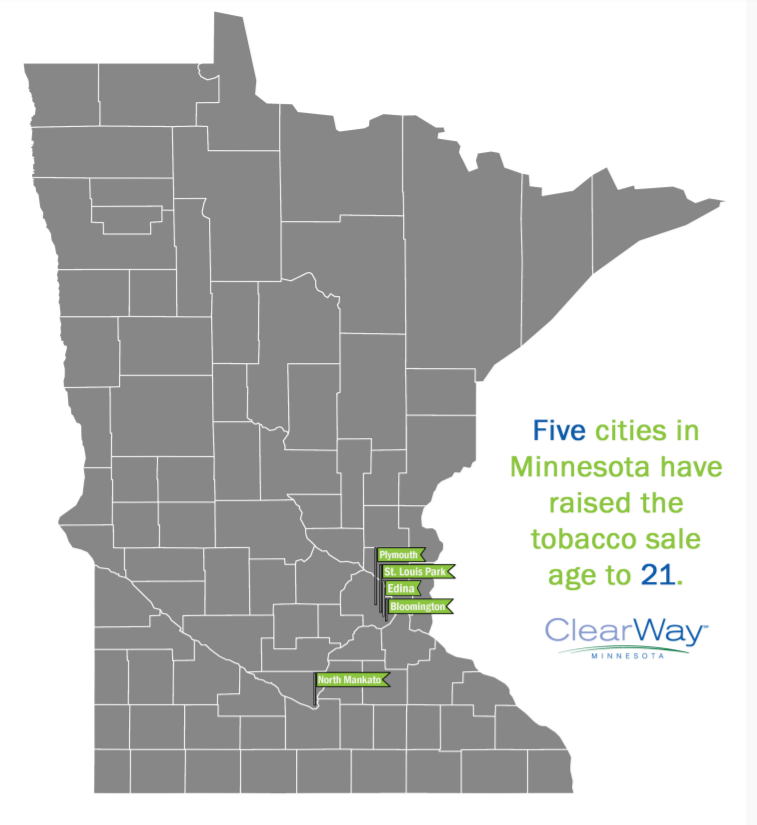 Plymouth
St. Louis Park
Edina
Bloomington
North Mankato
Five cities in
Minnesota have
raised the
tobacco sale
age to 21.
ClearWay™
MINNESOTA